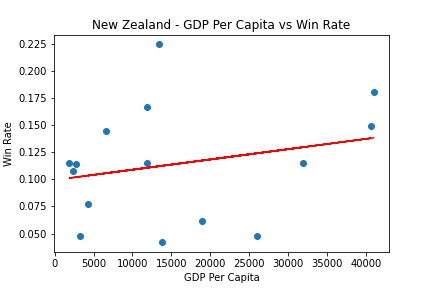 New Zealand - GDP Per Capita vs Win Rate
0.225
0.200
0.175
0.150
0.125
0.100
0.075
0.050
Win Rate
0 5000 10000 15000 20000 25000 30000 35000 40000
GDP Per Capita